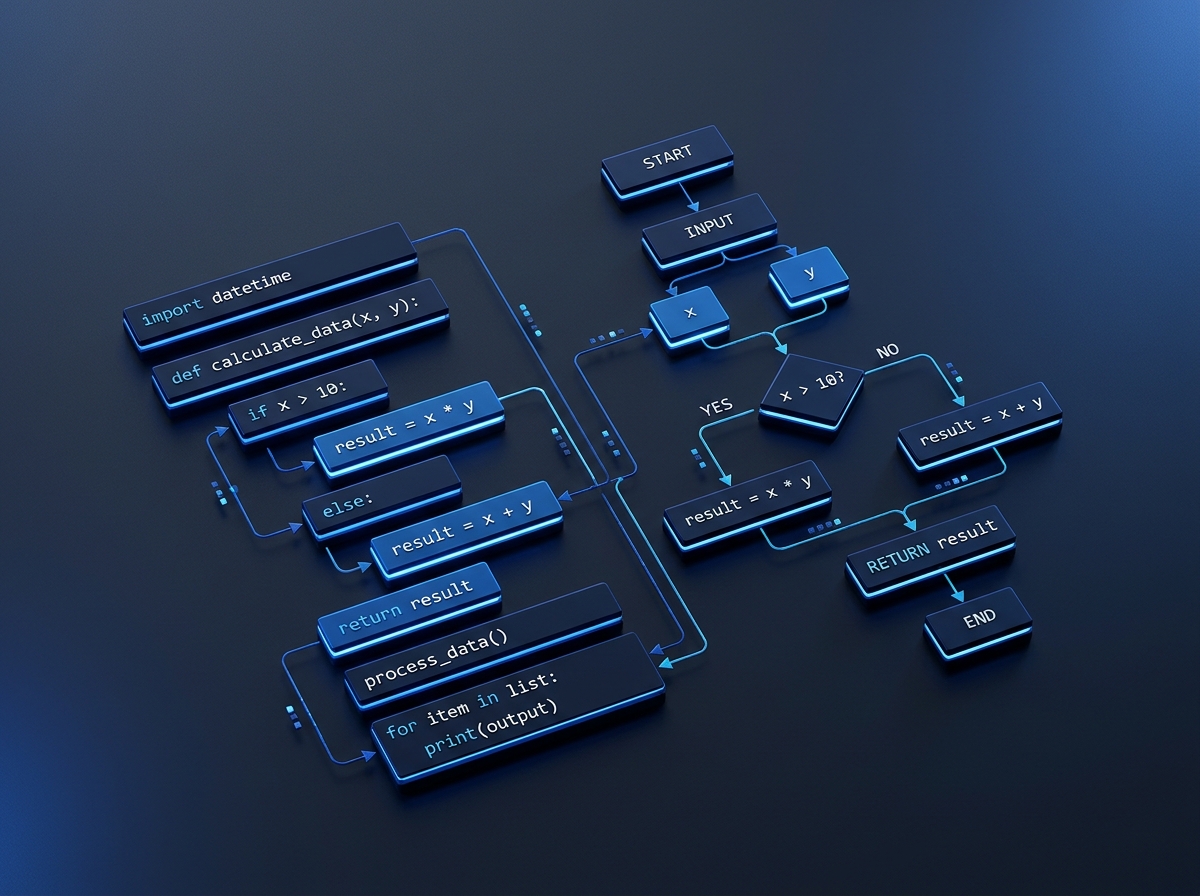 import datetime
def calculate_data(x, y):
if x > 10:
result = x * y
else:
result = x + y
return result
process_data()
for item in list:
print(output)
START
INPUT
y
x
x > 10?
YES
NO
result = x * y
result = x + y
RETURN result
END